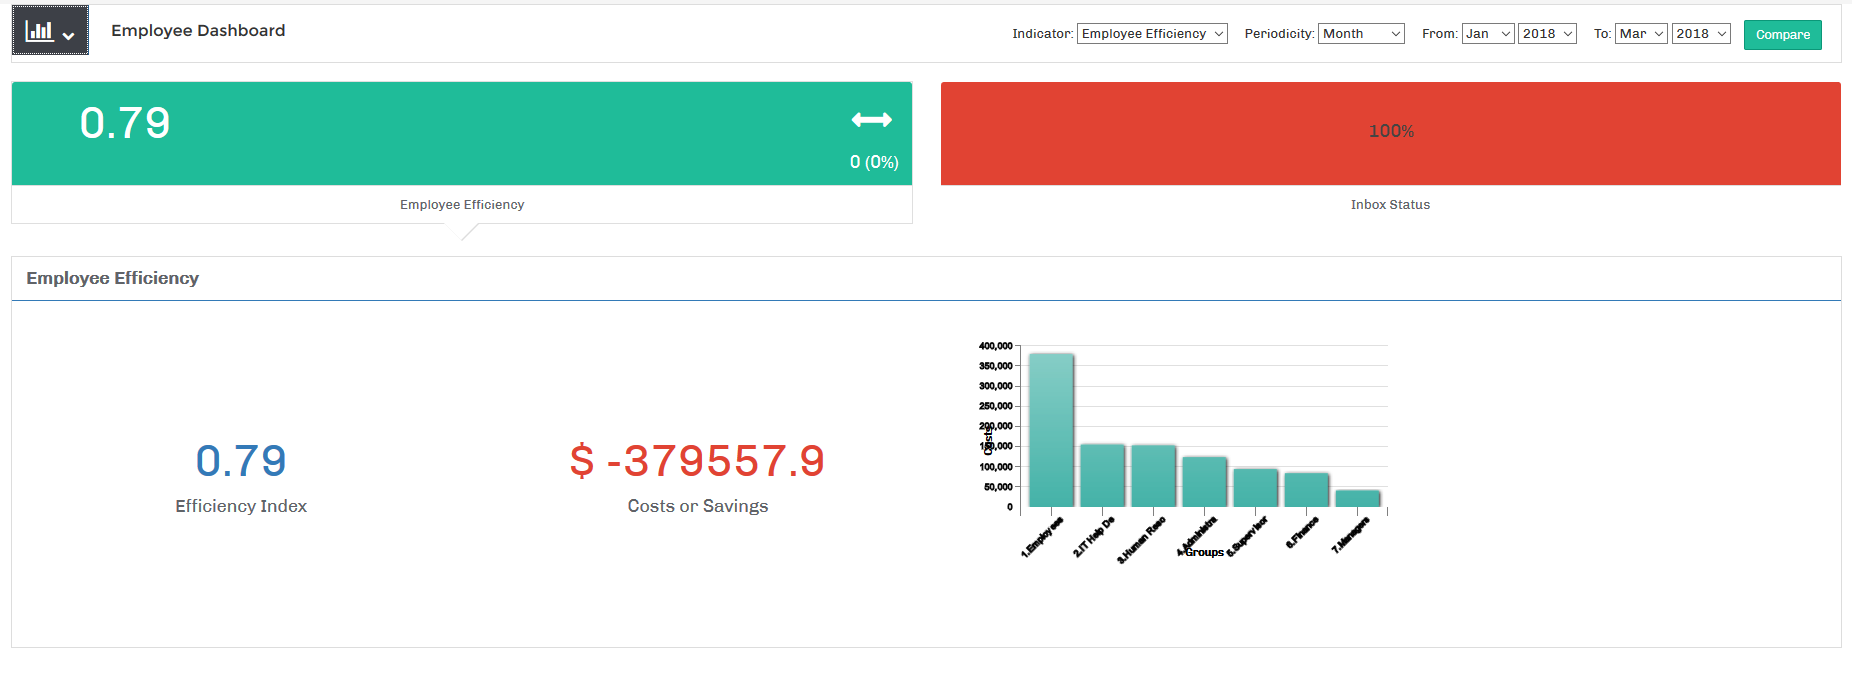 Employee Dashboard
Indicator: Employee Efficiency Periodicity: Month From: Jan 2018 To: Mar 2018 Compare
0.79
0 (0%)
Employee Efficiency
100%
Inbox Status
Employee Efficiency
0.79
Efficiency Index
$ -379557.9
Costs or Savings
400,000
350,000
300,000
250,000
200,000
150,000
100,000
50,000
0
Costs
1.Employees
2.IT Help De
3.Human Reso
4.Administra
5.Supervisor
6.Finance
7.Managers
Groups